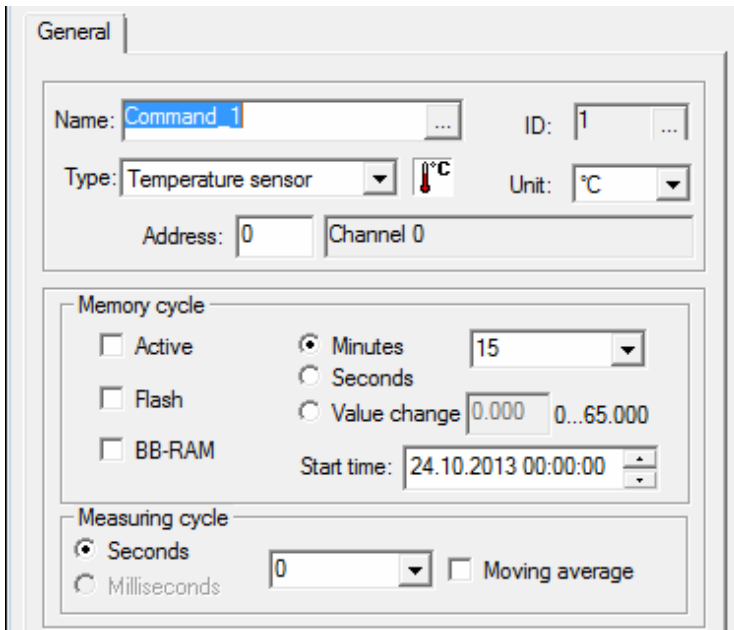 General
Name: Command_1 ... ID: 1 ...
Type: Temperature sensor °C Unit: °C
Address: 0 Channel 0
Memory cycle
Active Minutes 15
Seconds
Flash
Value change 0.000 0...65.000
BB-RAM
Start time: 24.10.2013 00:00:00
Measuring cycle
Seconds
0 Moving average
Milliseconds